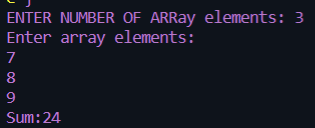 ENTER NUMBER OF ARRay elements: 3
Enter array elements:
7
8
9
Sum:24